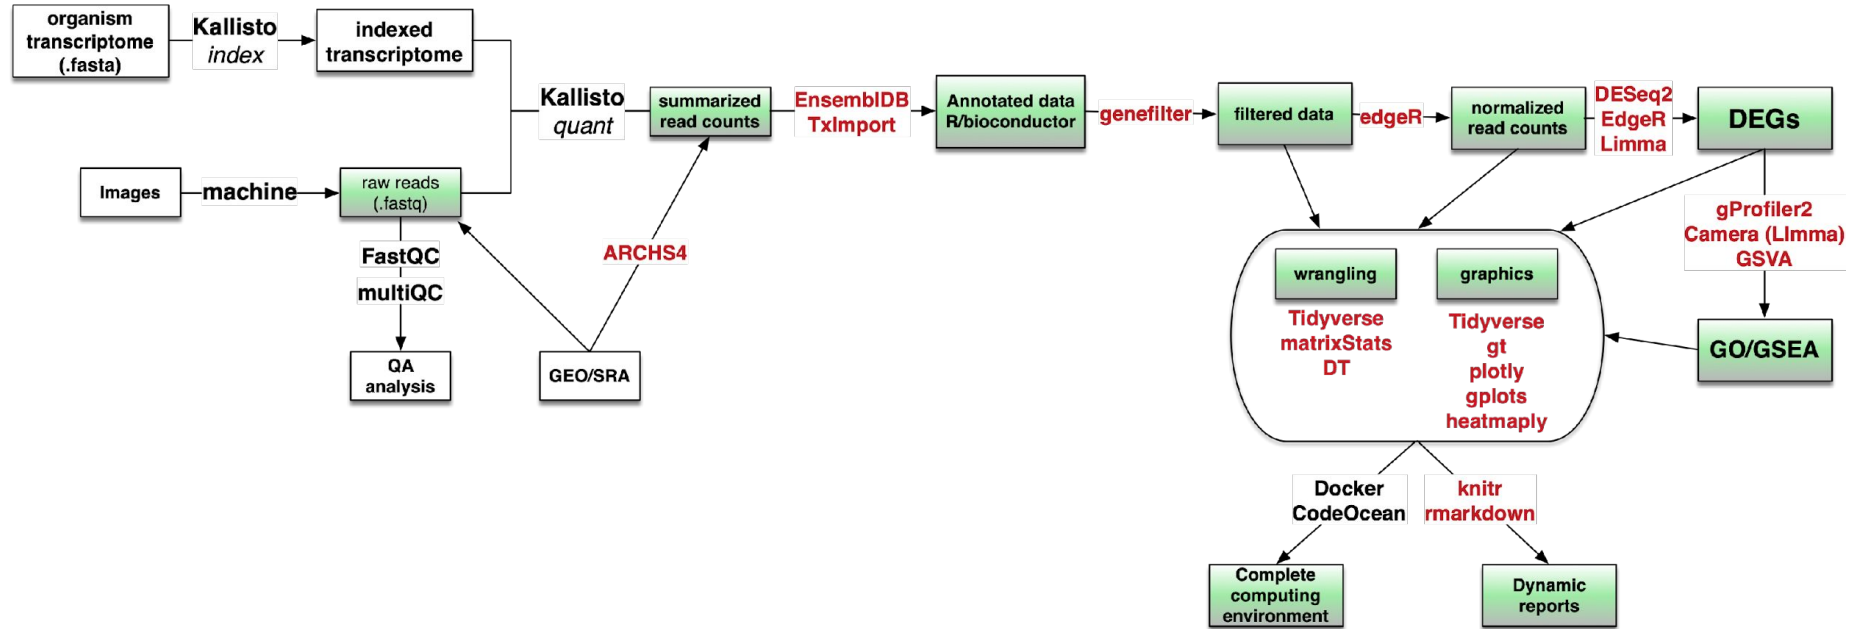 organism
transcriptome
(.fasta)
Kallisto
index
indexed
transcriptome
Kallisto
quant
summarized
read counts
EnsemblDB
TxImport
Annotated data
R/bioconductor
genefilter
filtered data
edgeR
normalized
read counts
DESeq2
EdgeR
Limma
DEGs
Images
machine
raw reads
(.fastq)
FastQC
multiQC
QA
analysis
GEO/SRA
ARCHS4
gProfiler2
Camera (LImma)
GSVA
GO/GSEA
wrangling
Tidyverse
matrixStats
DT
graphics
Tidyverse
gt
plotly
gplots
heatmaply
Docker
CodeOcean
knitr
rmarkdown
Complete
computing
environment
Dynamic
reports